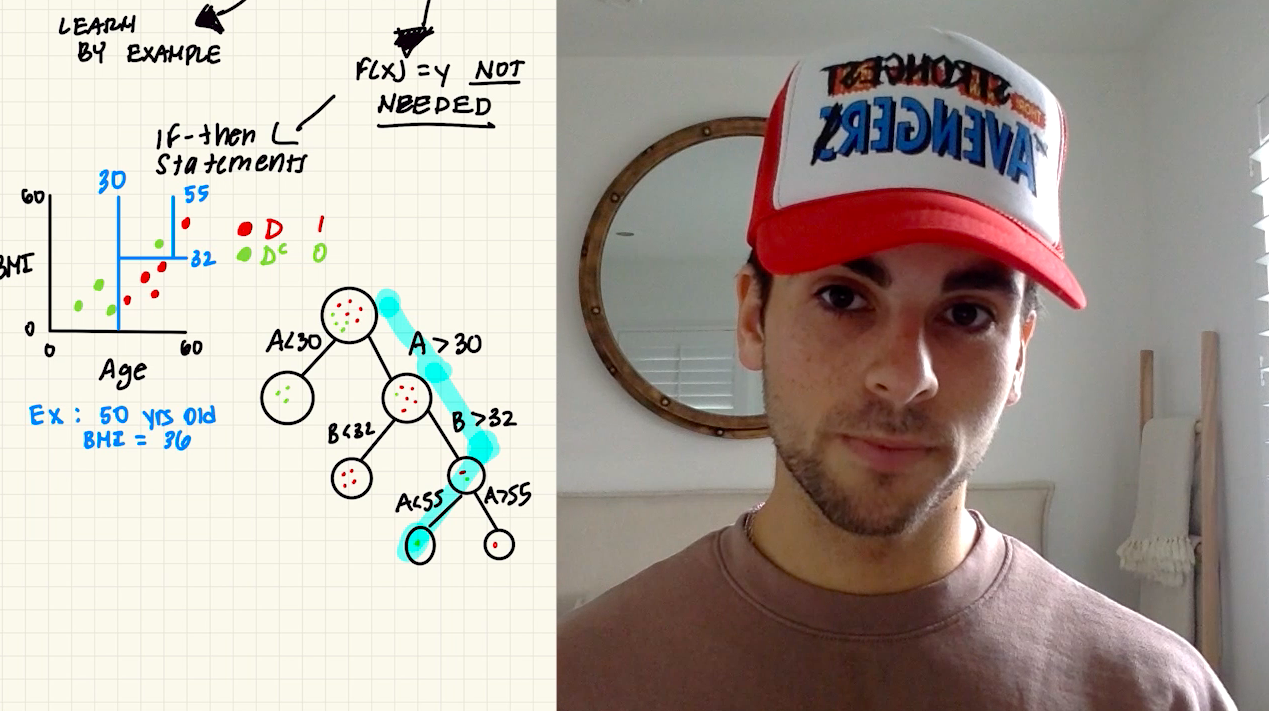 LEARN
BY EXAMPLE
F(x) = y NOT
NEEDED
If-then
Statements
60
30
55
D 1
Dᶜ 0
32
BMI
0
0
60
Age
Ex: 50 yrs old
BMI = 36
A<30
A >30
B<32
B >32
A<55
A>55
STRONGEST
AVENGERS